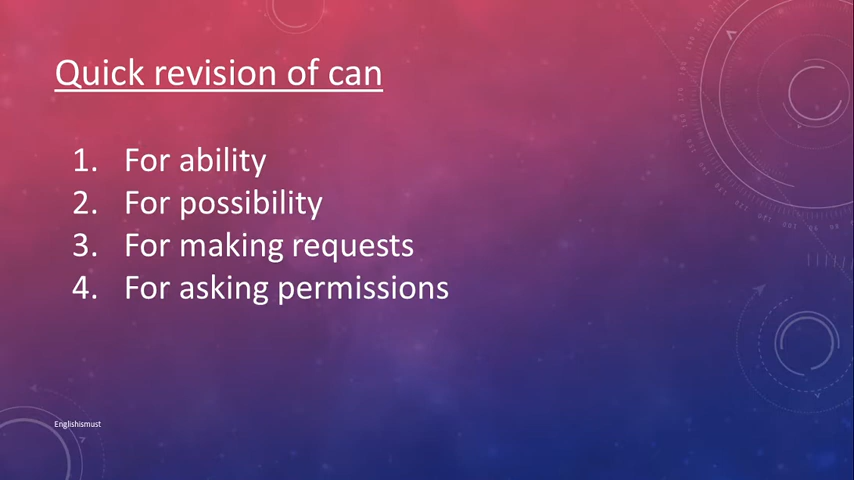 Quick revision of can
1. For ability
2. For possibility
3. For making requests
4. For asking permissions
Englishismust